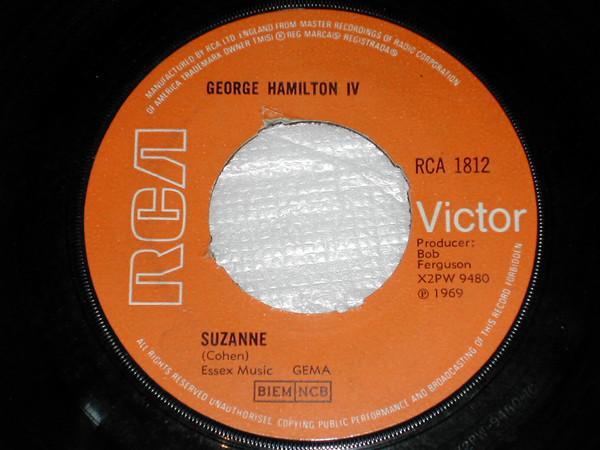 MANUFACTURED BY RCA LTD. ENGLAND FROM MASTER RECORDINGS OF RADIO CORPORATION
OF AMERICA TRADEMARK OWNER TM(S) ® REG MARCA(S) REGISTRADA(S)
GEORGE HAMILTON IV
RCA
RCA 1812
Victor
Producer:
Bob
Ferguson
X2PW 9480
℗ 1969
SUZANNE
(Cohen)
Essex Music GEMA
BIEM NCB
ALL RIGHTS RESERVED UNAUTHORISED COPYING PUBLIC PERFORMANCE AND BROADCASTING OF THIS RECORD FORBIDDEN